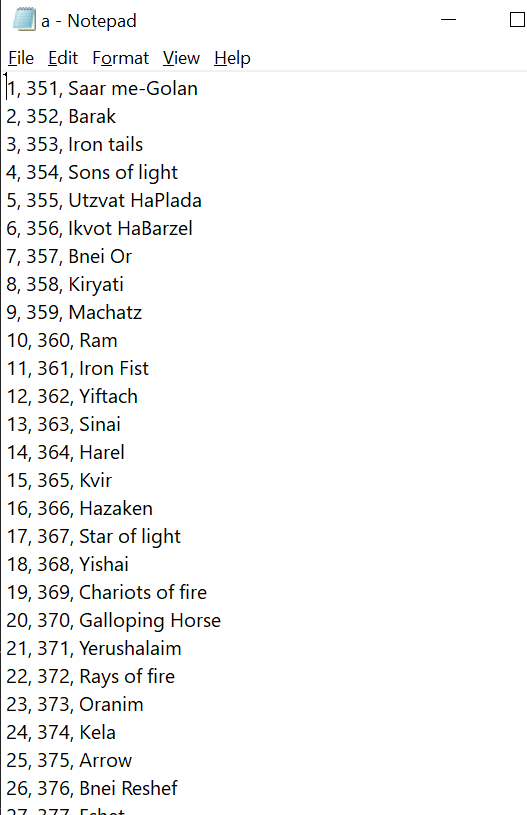 a - Notepad
File Edit Format View Help
1, 351, Saar me-Golan
2, 352, Barak
3, 353, Iron tails
4, 354, Sons of light
5, 355, Utzvat HaPlada
6, 356, Ikvot HaBarzel
7, 357, Bnei Or
8, 358, Kiryati
9, 359, Machatz
10, 360, Ram
11, 361, Iron Fist
12, 362, Yiftach
13, 363, Sinai
14, 364, Harel
15, 365, Kvir
16, 366, Hazaken
17, 367, Star of light
18, 368, Yishai
19, 369, Chariots of fire
20, 370, Galloping Horse
21, 371, Yerushalaim
22, 372, Rays of fire
23, 373, Oranim
24, 374, Kela
25, 375, Arrow
26, 376, Bnei Reshef
27, 377,